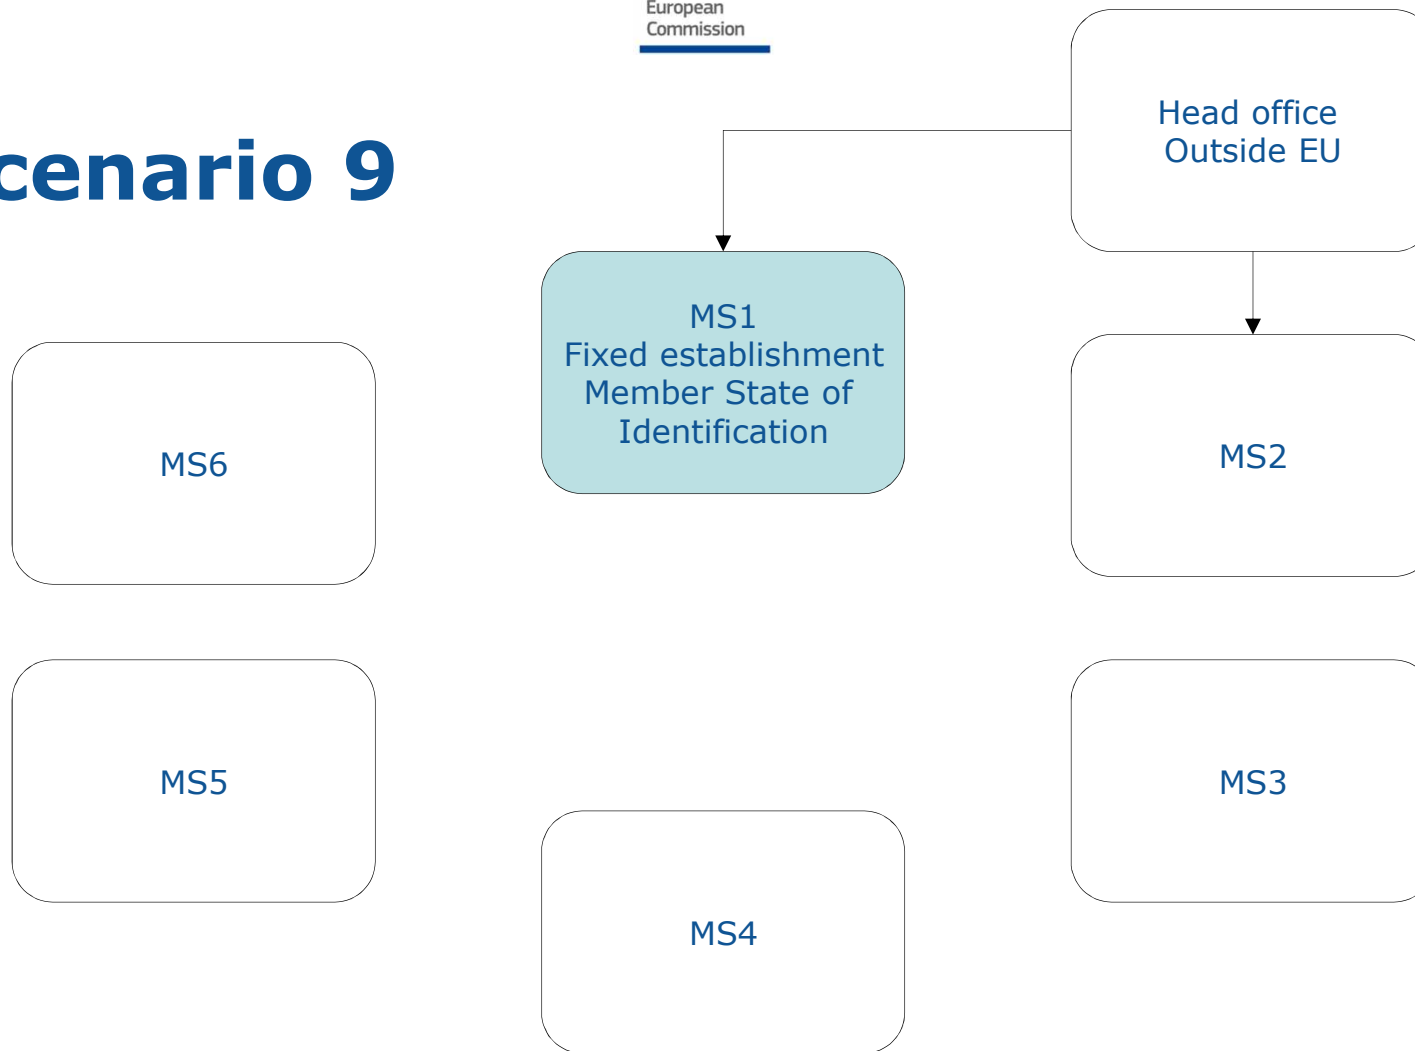 European
Commission
cenario 9
Head office
Outside EU
MS1
Fixed establishment
Member State of
Identification
MS6
MS2
MS5
MS3
MS4